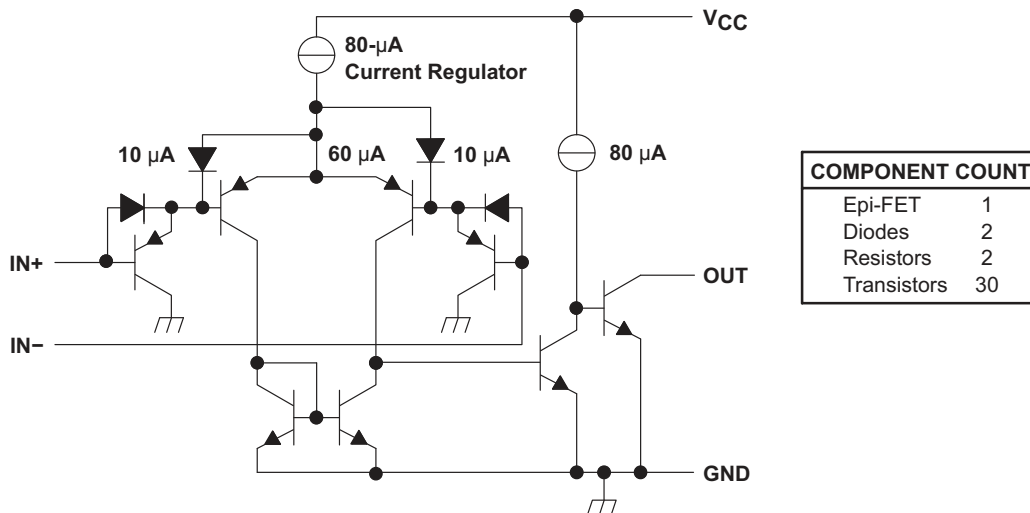 VCC
80-μA
Current Regulator
10 μA
60 μA
10 μA
80 μA
IN+
OUT
IN−
GND
COMPONENT COUNT
Epi-FET 1
Diodes 2
Resistors 2
Transistors 30